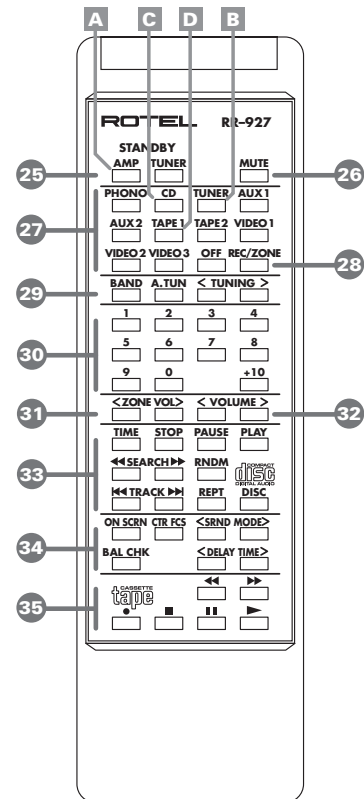 A C D B
ROTEL RR-927
STANDBY
AMP TUNER MUTE
25 26
PHONO CD TUNER AUX 1
27
AUX 2 TAPE 1 TAPE 2 VIDEO 1
VIDEO 2 VIDEO 3 OFF REC/ZONE
28
BAND A.TUN < TUNING >
29
1 2 3 4
30
5 6 7 8
9 0 +10
<ZONE VOL> < VOLUME >
31 32
TIME STOP PAUSE PLAY
◀◀SEARCH▶▶ RNDM COMPACT disc DIGITAL AUDIO
33
|◀◀TRACK▶▶| REPT DISC
ON SCRN CTR FCS <SRND MODE>
34
BAL CHK <DELAY TIME>
CASSETTE tape ◀◀ ▶▶
35
● ■ ❚❚ ▶